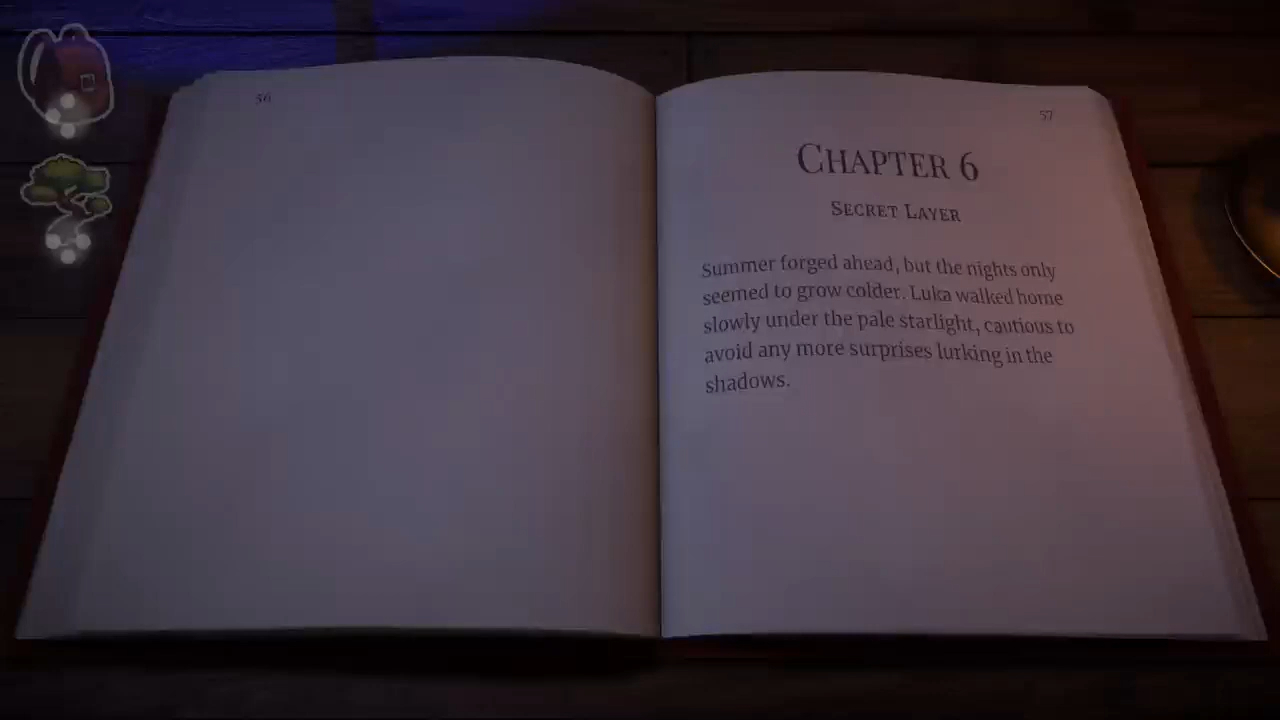 56
57
Chapter 6
Secret Layer
Summer forged ahead, but the nights only
seemed to grow colder. Luka walked home
slowly under the pale starlight, cautious to
avoid any more surprises lurking in the
shadows.